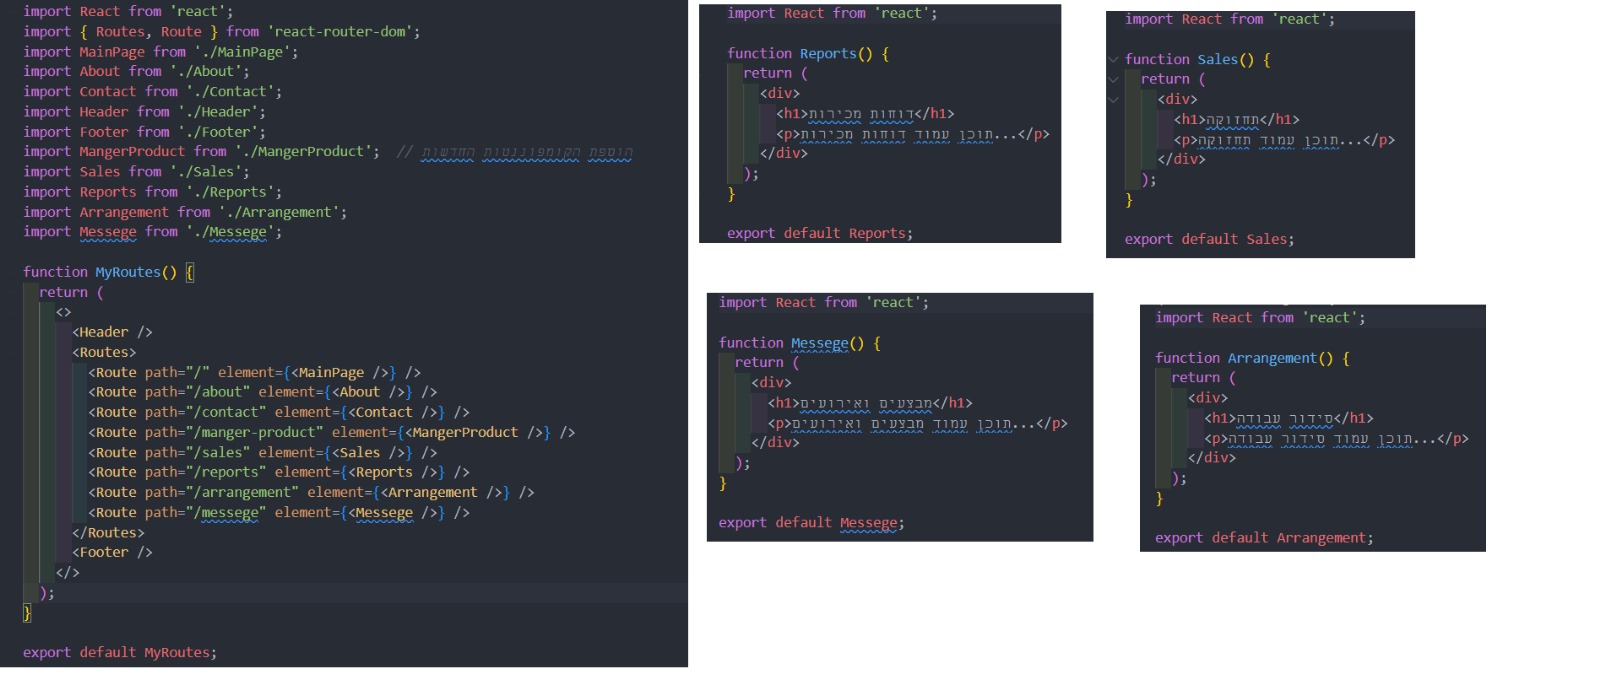 import React from 'react';
import { Routes, Route } from 'react-router-dom';
import MainPage from './MainPage';
import About from './About';
import Contact from './Contact';
import Header from './Header';
import Footer from './Footer';
import MangerProduct from './MangerProduct';  // הוספת הקומפוננטות החדשות
import Sales from './Sales';
import Reports from './Reports';
import Arrangement from './Arrangement';
import Messege from './Messege';

function MyRoutes() {
  return (
    <>
      <Header />
      <Routes>
        <Route path="/" element={<MainPage />} />
        <Route path="/about" element={<About />} />
        <Route path="/contact" element={<Contact />} />
        <Route path="/manger-product" element={<MangerProduct />} />
        <Route path="/sales" element={<Sales />} />
        <Route path="/reports" element={<Reports />} />
        <Route path="/arrangement" element={<Arrangement />} />
        <Route path="/messege" element={<Messege />} />
      </Routes>
      <Footer />
    </>
  );
}

export default MyRoutes;

import React from 'react';

function Reports() {
  return (
    <div>
      <h1>דוחות מכירות</h1>
      <p>תוכן עמוד דוחות מכירות...</p>
    </div>
  );
}

export default Reports;

import React from 'react';

function Sales() {
  return (
    <div>
      <h1>תחזוקה</h1>
      <p>תוכן עמוד תחזוקה...</p>
    </div>
  );
}

export default Sales;

import React from 'react';

function Messege() {
  return (
    <div>
      <h1>מבצעים ואירועים</h1>
      <p>תוכן עמוד מבצעים ואירועים...</p>
    </div>
  );
}

export default Messege;

import React from 'react';

function Arrangement() {
  return (
    <div>
      <h1>סידור עבודה</h1>
      <p>תוכן עמוד סידור עבודה...</p>
    </div>
  );
}

export default Arrangement;